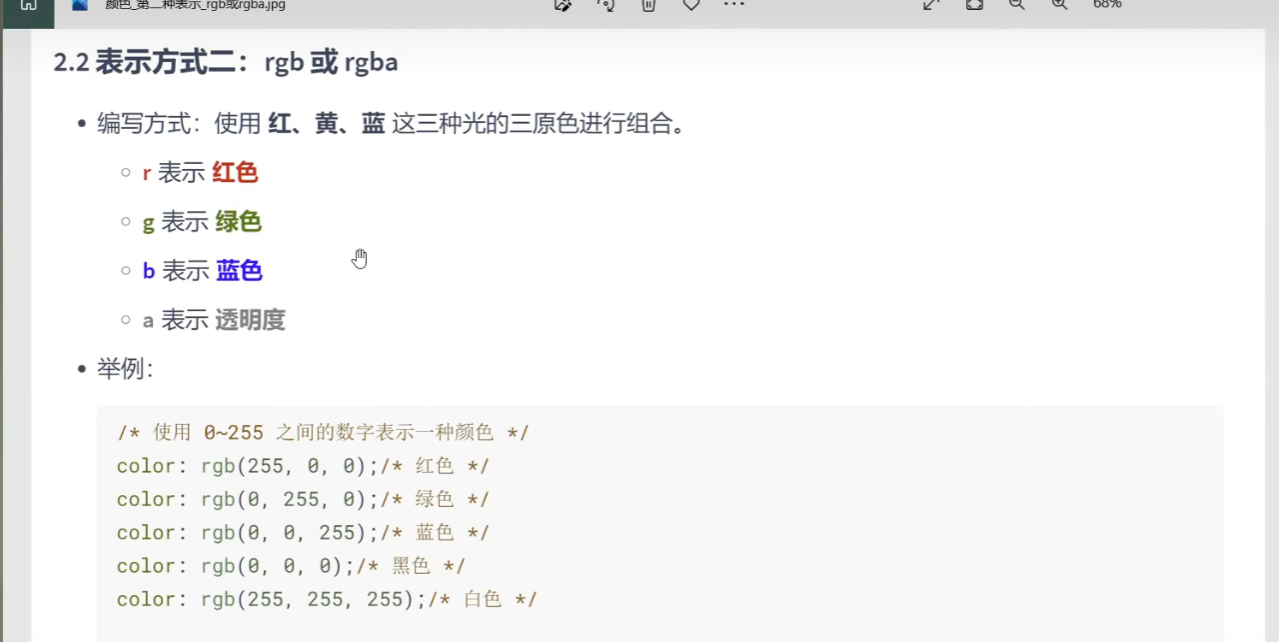 颜色_第二种表示_rgb或rgba.jpg
68%
2.2 表示方式二：rgb 或 rgba
• 编写方式：使用 红、黄、蓝 这三种光的三原色进行组合。
○ r 表示 红色
○ g 表示 绿色
○ b 表示 蓝色
○ a 表示 透明度
• 举例：
/* 使用 0~255 之间的数字表示一种颜色 */
color: rgb(255, 0, 0);/* 红色 */
color: rgb(0, 255, 0);/* 绿色 */
color: rgb(0, 0, 255);/* 蓝色 */
color: rgb(0, 0, 0);/* 黑色 */
color: rgb(255, 255, 255);/* 白色 */